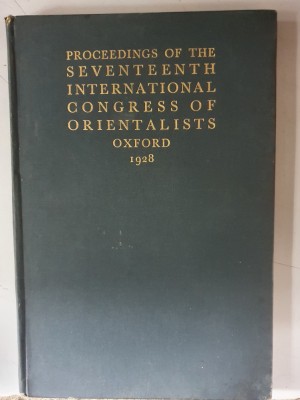 PROCEEDINGS OF THE
SEVENTEENTH
INTERNATIONAL
CONGRESS OF
ORIENTALISTS
OXFORD
1928